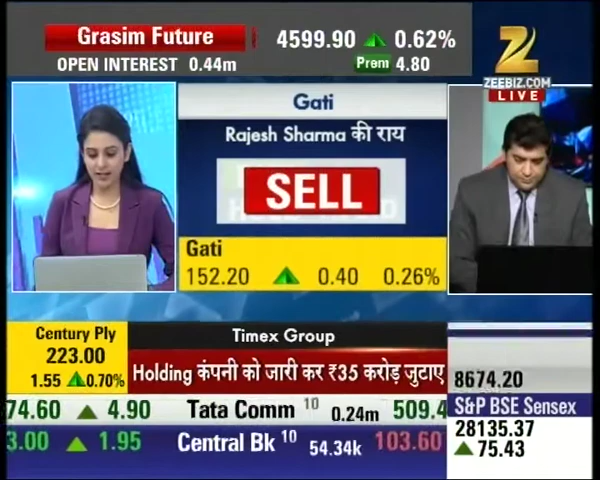 Grasim Future
4599.90 0.62%
OPEN INTEREST 0.44m
Prem 4.80
ZEEBIZ.COM
LIVE
Gati
Rajesh Sharma की राय
SELL
Gati
152.20 0.40 0.26%
Century Ply
223.00
1.55 0.70%
Timex Group
Holding कंपनी को जारी कर ₹35 करोड़ जुटाए
8674.20
S&P BSE Sensex
28135.37
75.43
74.60 4.90 Tata Comm 10 0.24m 509.4
3.00 1.95 Central Bk 10 54.34k 103.60